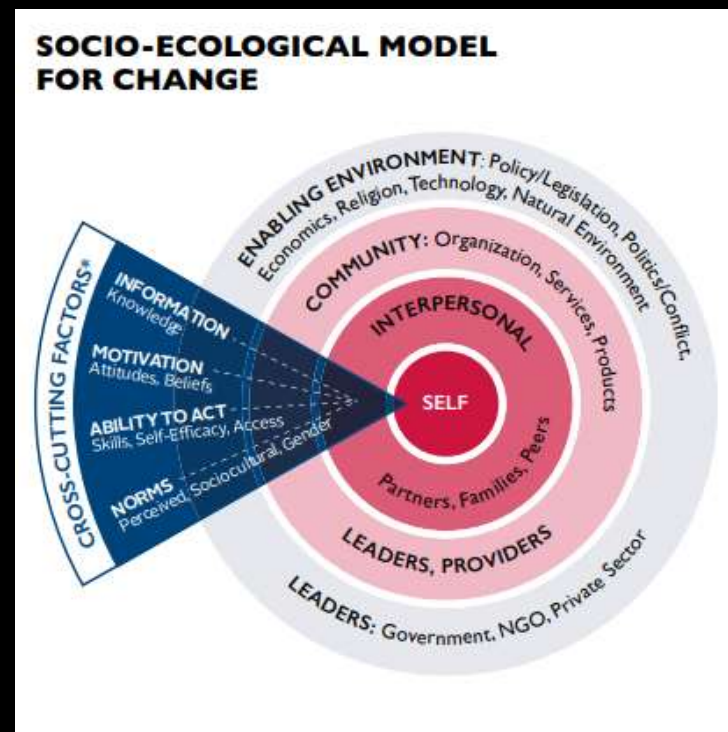 SOCIO-ECOLOGICAL MODEL
FOR CHANGE
ENABLING ENVIRONMENT: Policy/Legislation, Politics/Conflict,
Economics, Religion, Technology, Natural Environment
COMMUNITY: Organization, Services, Products
INTERPERSONAL
SELF
Partners, Families, Peers
LEADERS, PROVIDERS
LEADERS: Government, NGO, Private Sector
CROSS-CUTTING FACTORS*
INFORMATION
Knowledge
MOTIVATION
Attitudes, Beliefs
ABILITY TO ACT
Skills, Self-Efficacy, Access
NORMS
Perceived, Sociocultural, Gender